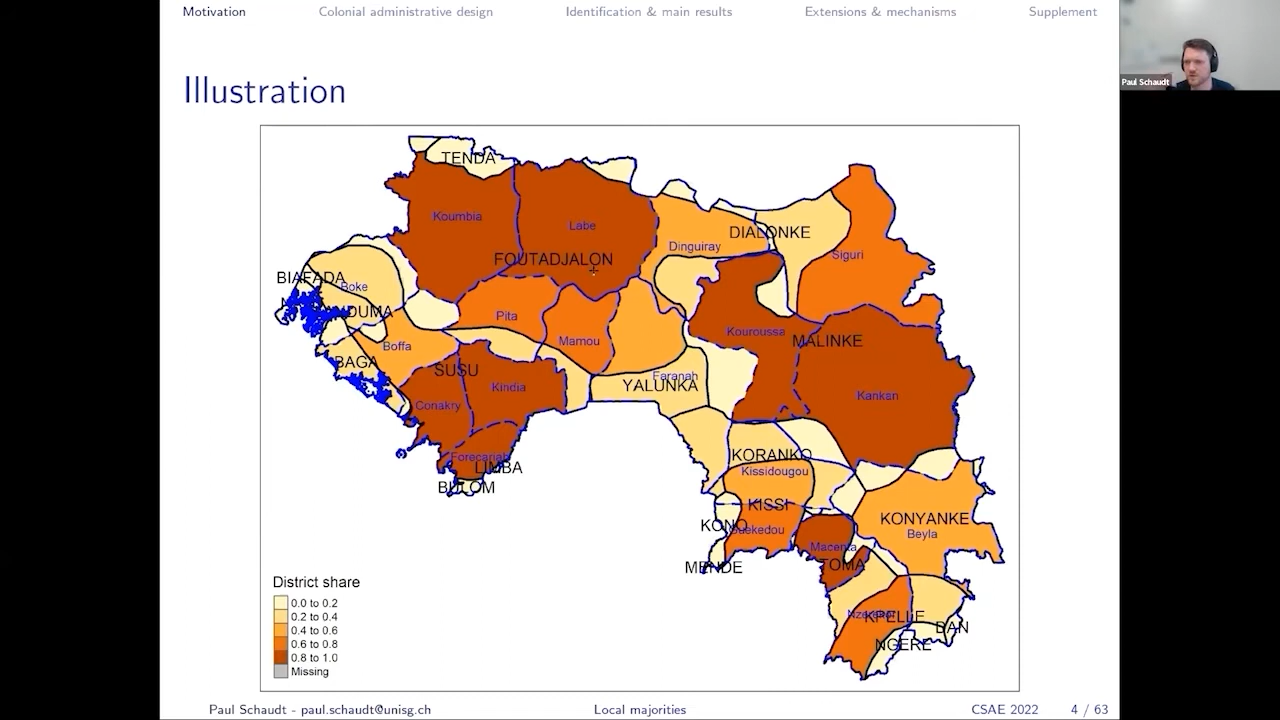 Motivation
Colonial administrative design
Identification & main results
Extensions & mechanisms
Supplement
Paul Schaudt
Illustration
TENDA
Koumbia
Labe
FOUTADJALON
DIALONKE
Dinguiray
Siguri
BIAFADA
Boke
Pita
Mamou
Kouroussa
MALINKE
Boffa
BAGA
SUSU
Kindia
Conakry
Faranah
YALUNKA
Kankan
Forecariah
LIMBA
BULOM
KORANKO
Kissidougou
KISSI
KONO
MENDE
KONYANKE
Beyla
Macenta
TOMA
KPELLE
DAN
NGERE
District share
0.0 to 0.2
0.2 to 0.4
0.4 to 0.6
0.6 to 0.8
0.8 to 1.0
Missing
Paul Schaudt - paul.schaudt@unisg.ch
Local majorities
CSAE 2022
4 / 63